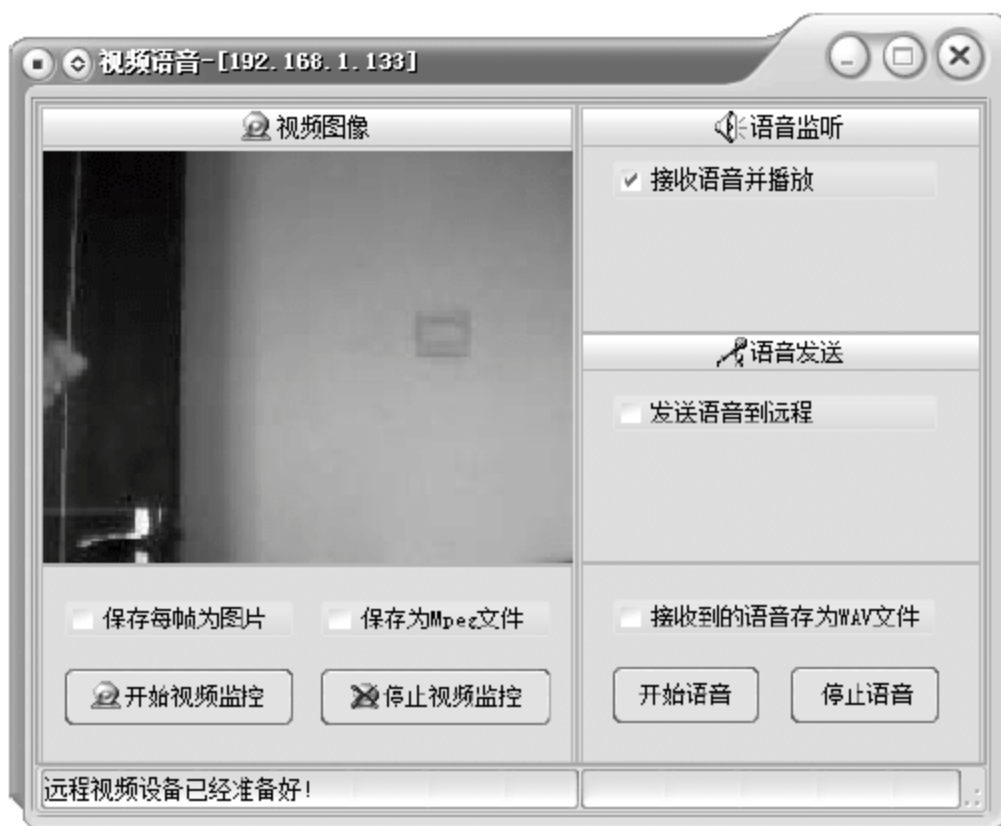 视频语音-[192.168.1.133]
视频图像
语音监听
接收语音并播放
语音发送
发送语音到远程
保存每帧为图片
保存为Mpeg文件
接收到的语音存为WAV文件
开始视频监控
停止视频监控
开始语音
停止语音
远程视频设备已经准备好!